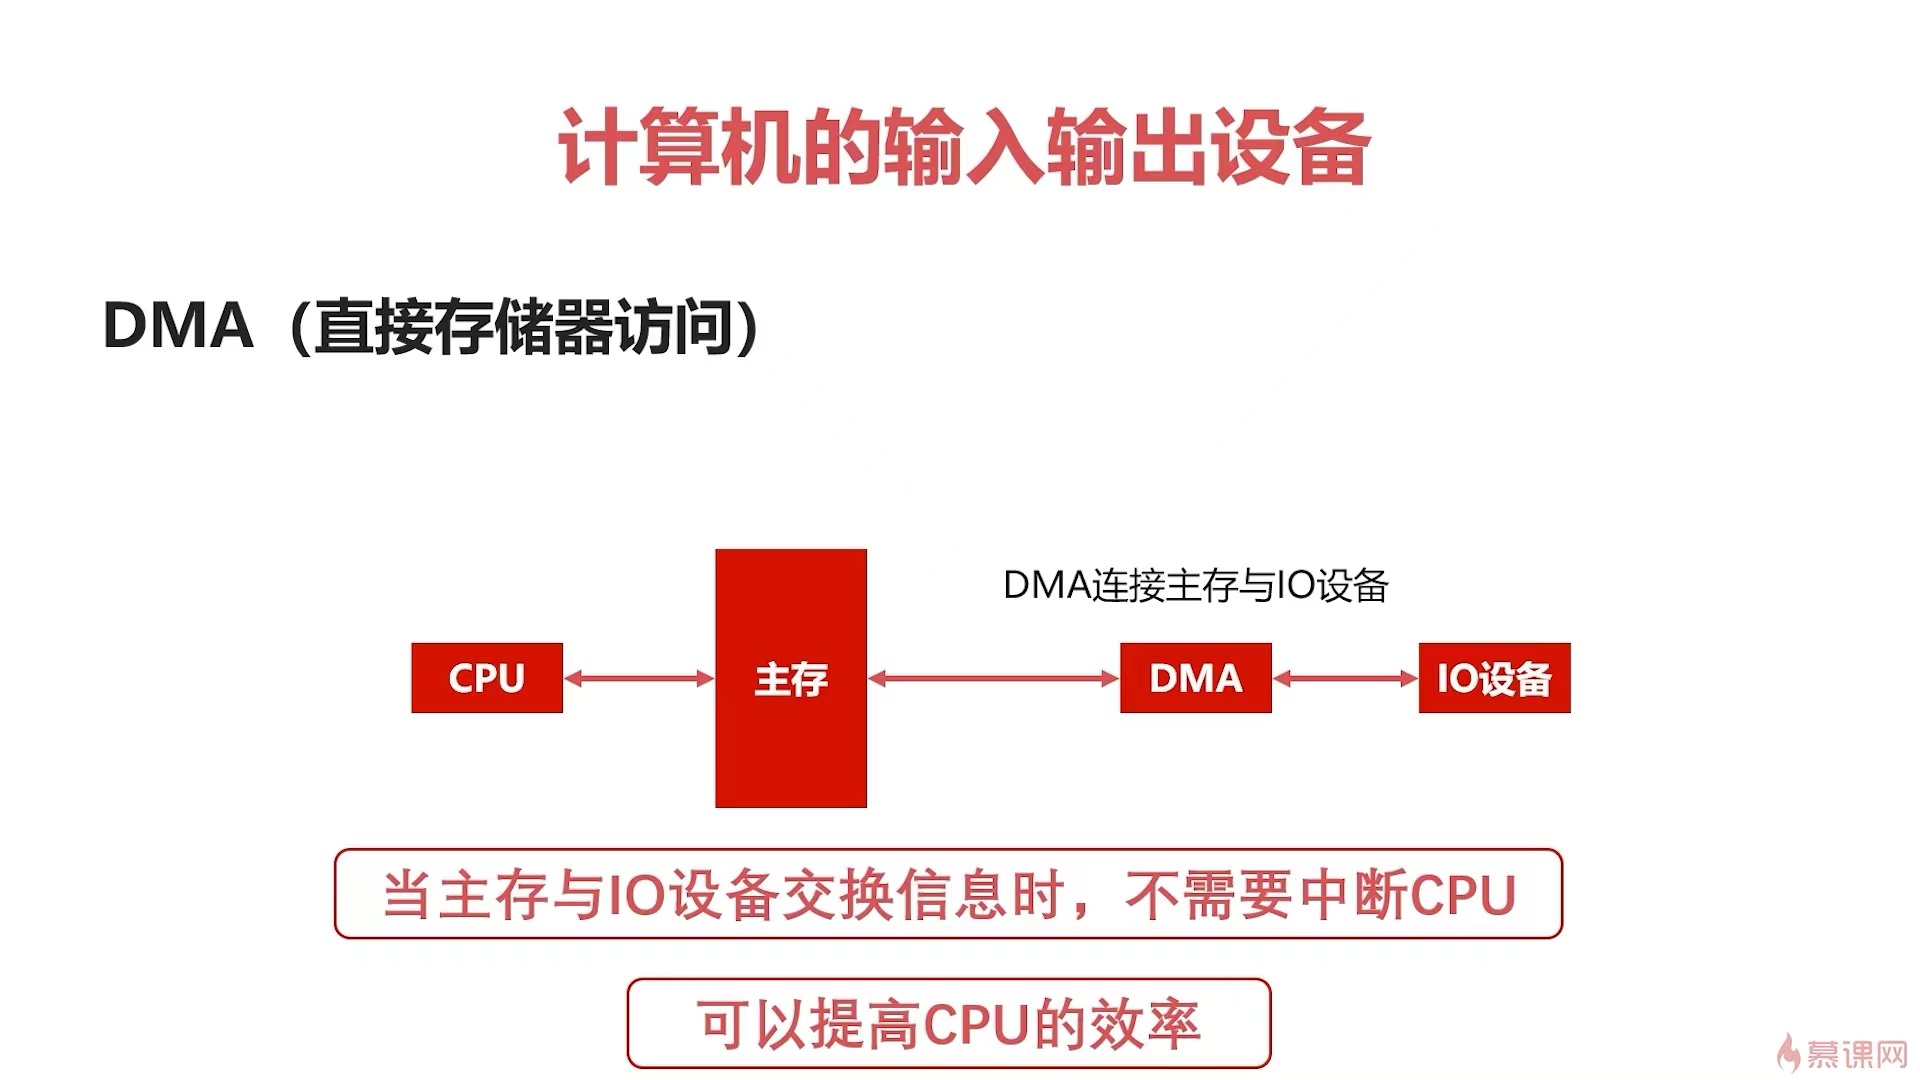 计算机的输入输出设备
DMA（直接存储器访问）
DMA连接主存与IO设备
CPU
主存
DMA
IO设备
当主存与IO设备交换信息时，不需要中断CPU
可以提高CPU的效率
慕课网